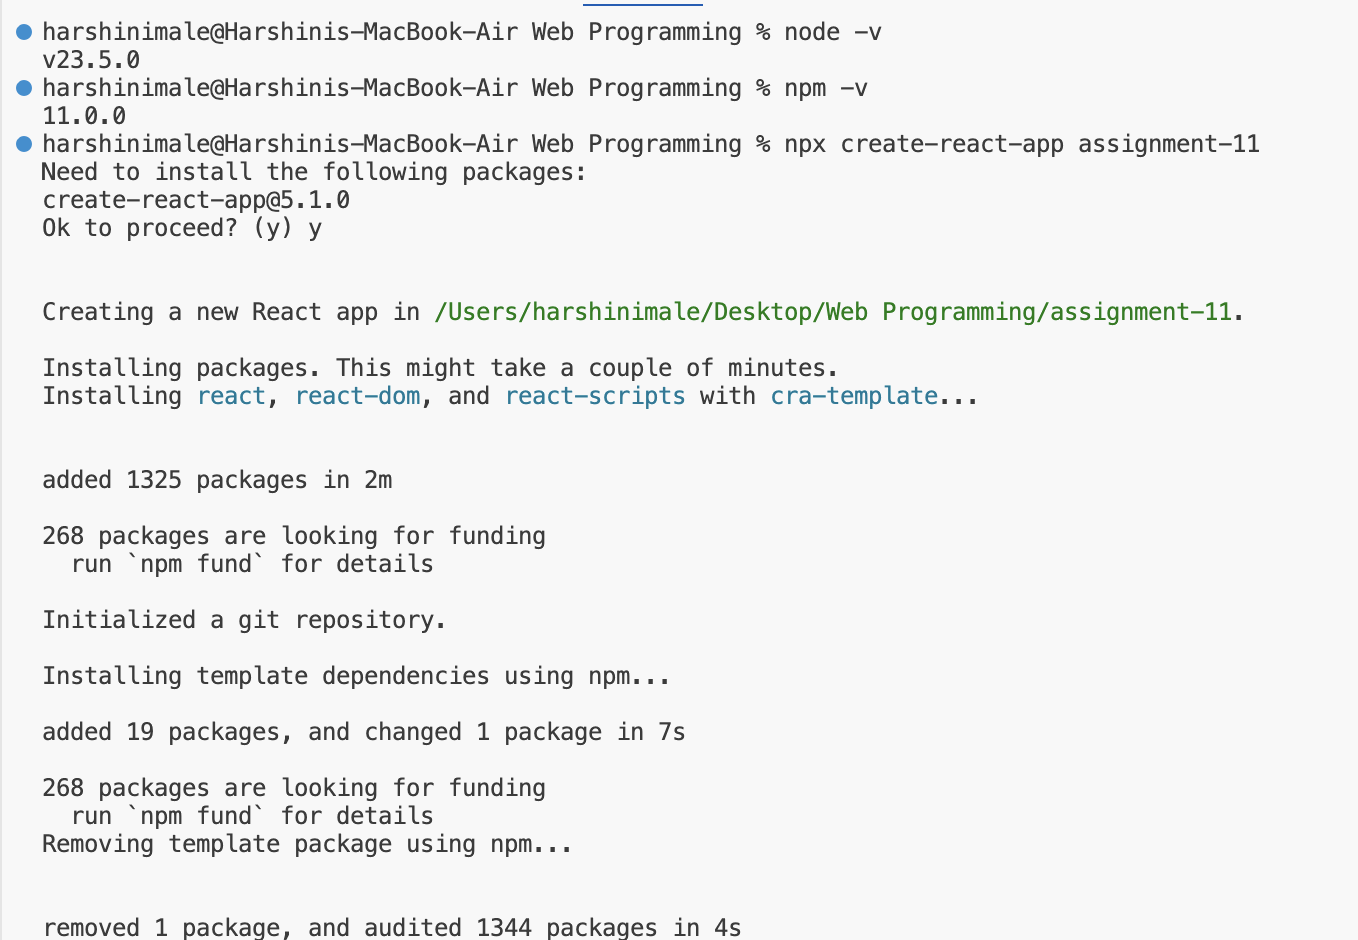 harshinimale@Harshinis-MacBook-Air Web Programming % node -v
v23.5.0
harshinimale@Harshinis-MacBook-Air Web Programming % npm -v
11.0.0
harshinimale@Harshinis-MacBook-Air Web Programming % npx create-react-app assignment-11
Need to install the following packages:
create-react-app@5.1.0
Ok to proceed? (y) y
Creating a new React app in /Users/harshinimale/Desktop/Web Programming/assignment-11.
Installing packages. This might take a couple of minutes.
Installing react, react-dom, and react-scripts with cra-template...
added 1325 packages in 2m
268 packages are looking for funding
  run `npm fund` for details
Initialized a git repository.
Installing template dependencies using npm...
added 19 packages, and changed 1 package in 7s
268 packages are looking for funding
  run `npm fund` for details
Removing template package using npm...
removed 1 package, and audited 1344 packages in 4s